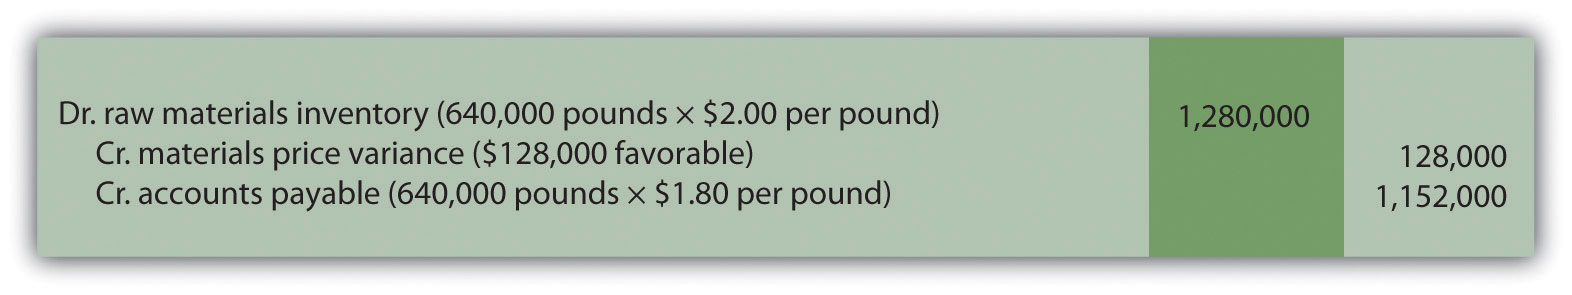 Dr. raw materials inventory (640,000 pounds × $2.00 per pound) 1,280,000
Cr. materials price variance ($128,000 favorable) 128,000
Cr. accounts payable (640,000 pounds × $1.80 per pound) 1,152,000